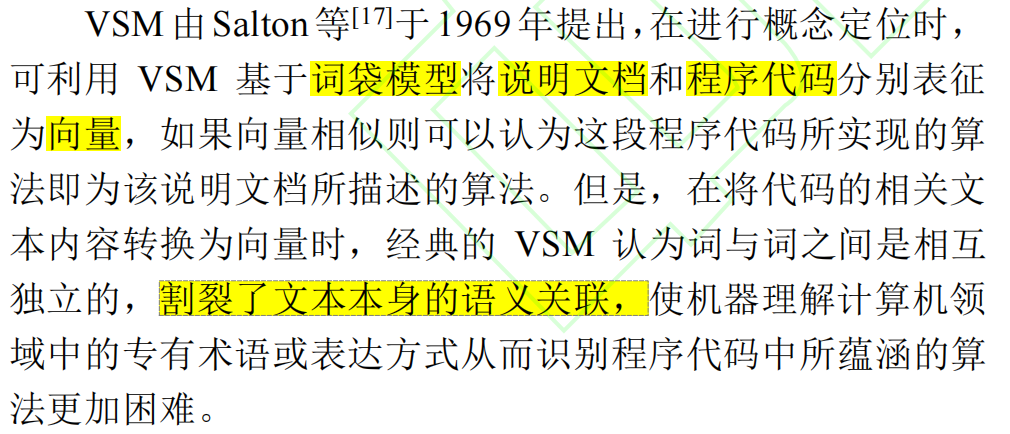 VSM 由 Salton 等[17]于 1969 年提出,在进行概念定位时,
可利用 VSM 基于词袋模型将说明文档和程序代码分别表征
为向量，如果向量相似则可以认为这段程序代码所实现的算
法即为该说明文档所描述的算法。但是，在将代码的相关文
本内容转换为向量时，经典的 VSM 认为词与词之间是相互
独立的，割裂了文本本身的语义关联，使机器理解计算机领
域中的专有术语或表达方式从而识别程序代码中所蕴涵的算
法更加困难。